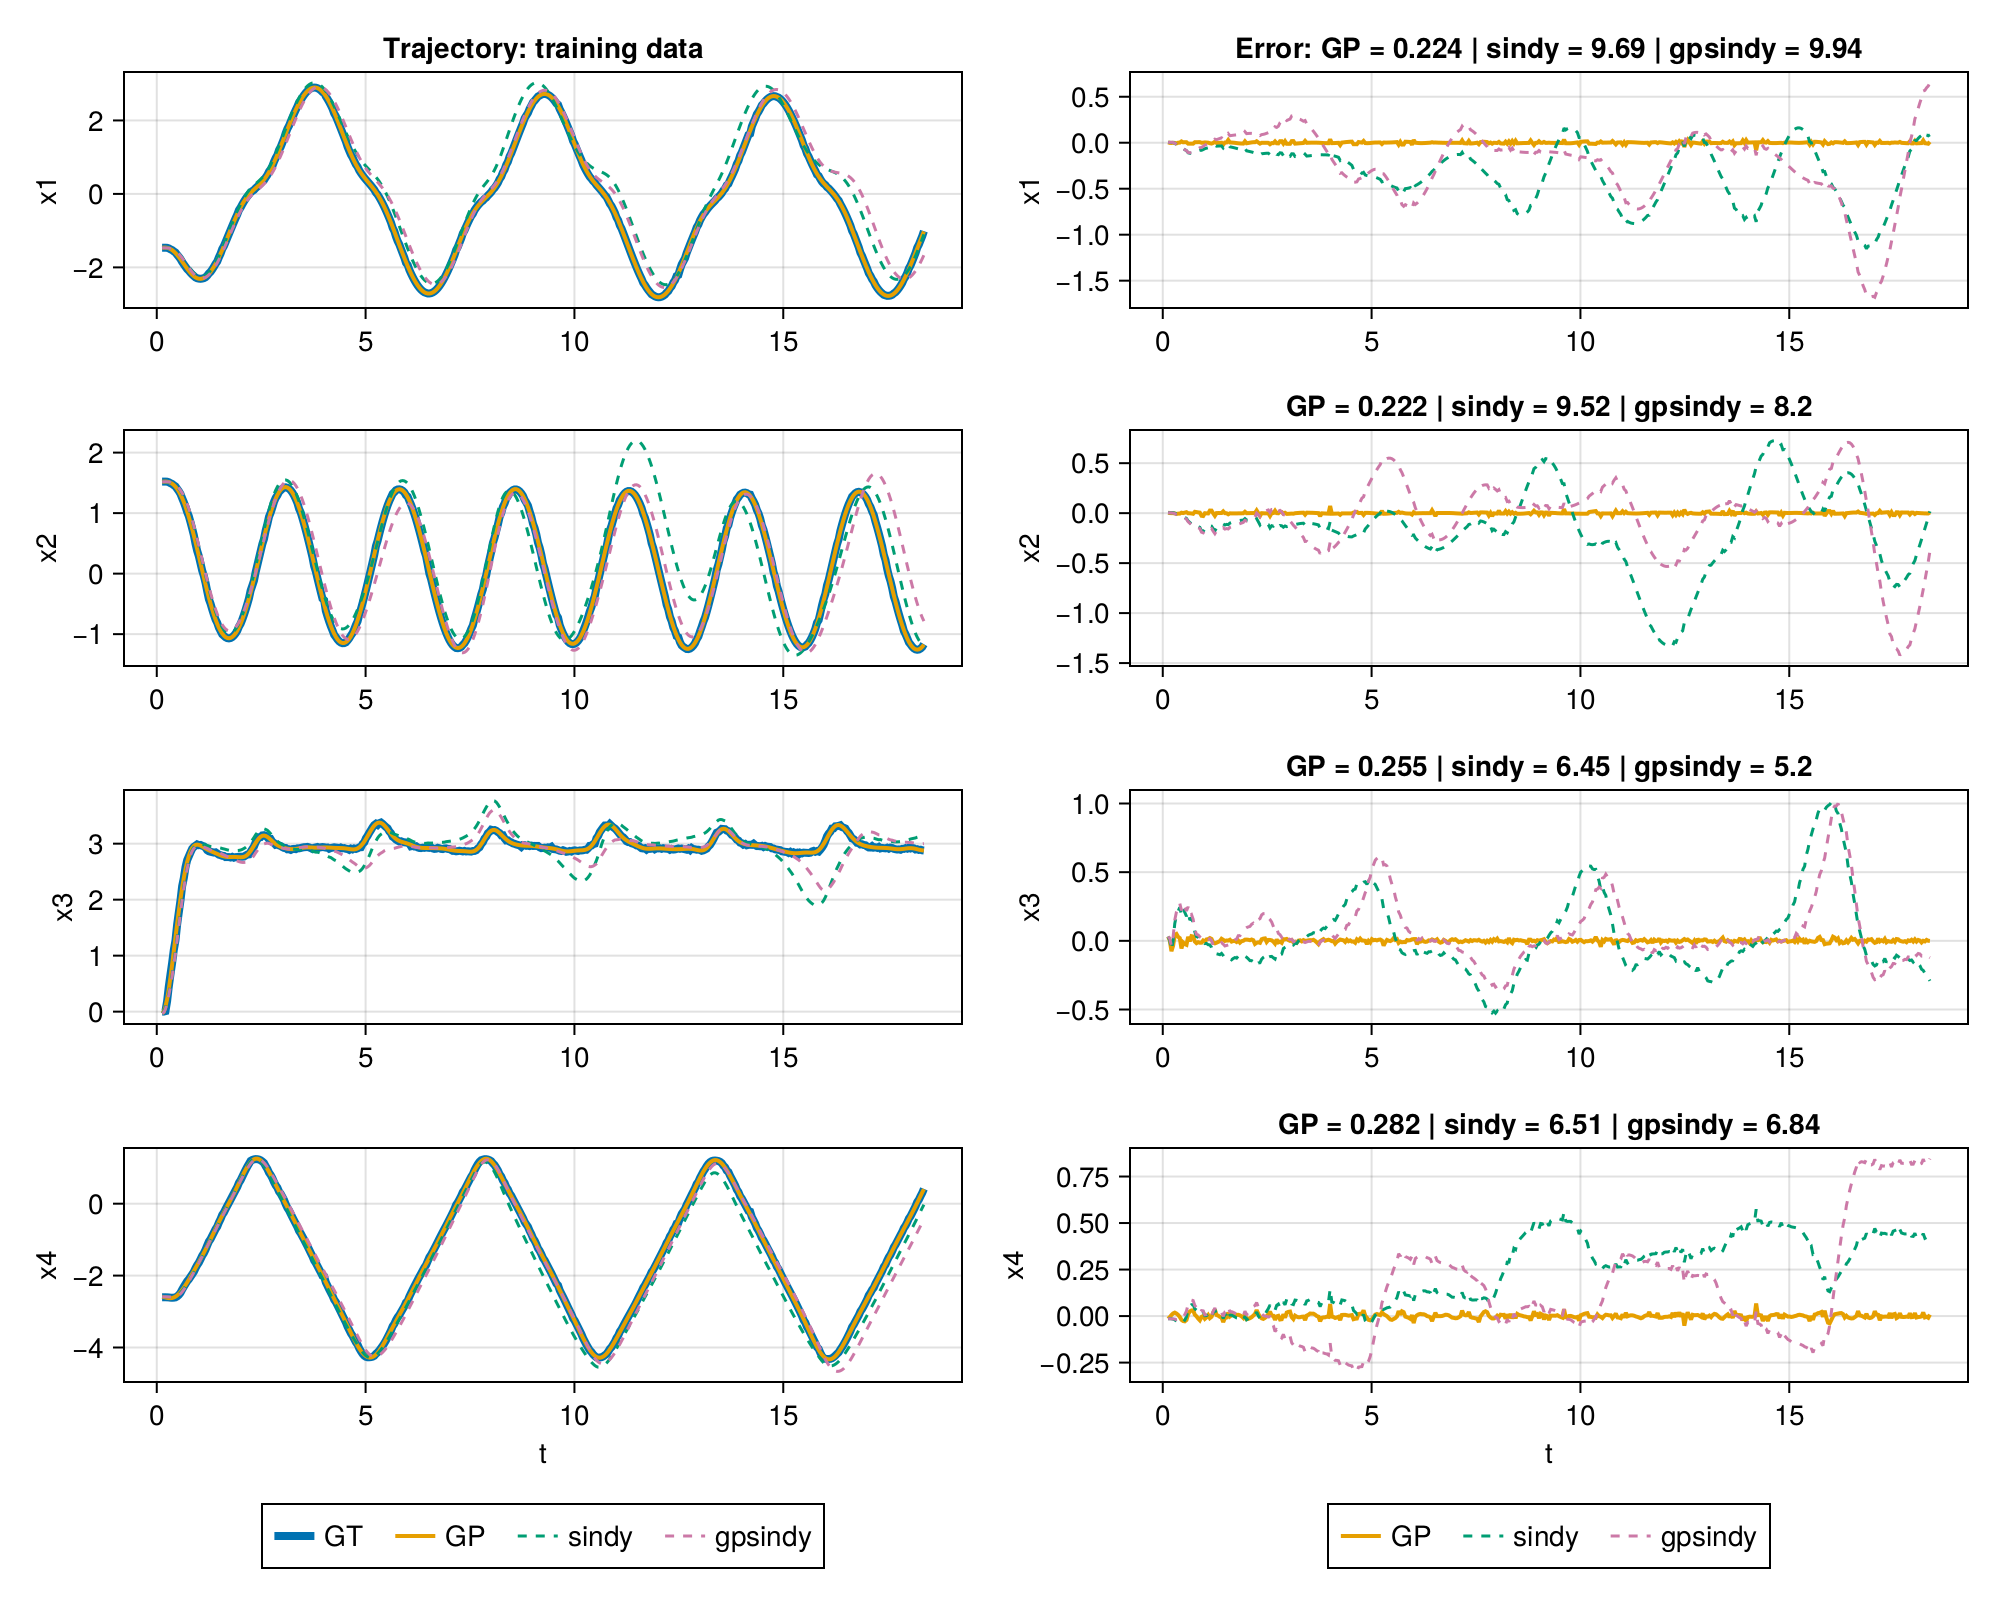 Trajectory: training data
Error: GP = 0.224 | sindy = 9.69 | gpsindy = 9.94
x1
2
0
−2
0 5 10 15
x1
0.5
0.0
−0.5
−1.0
−1.5
0 5 10 15
GP = 0.222 | sindy = 9.52 | gpsindy = 8.2
x2
2
1
0
−1
0 5 10 15
x2
0.5
0.0
−0.5
−1.0
−1.5
0 5 10 15
GP = 0.255 | sindy = 6.45 | gpsindy = 5.2
x3
3
2
1
0
0 5 10 15
x3
1.0
0.5
0.0
−0.5
0 5 10 15
GP = 0.282 | sindy = 6.51 | gpsindy = 6.84
x4
0
−2
−4
0 5 10 15
t
x4
0.75
0.50
0.25
0.00
−0.25
0 5 10 15
t
GT GP sindy gpsindy
GP sindy gpsindy